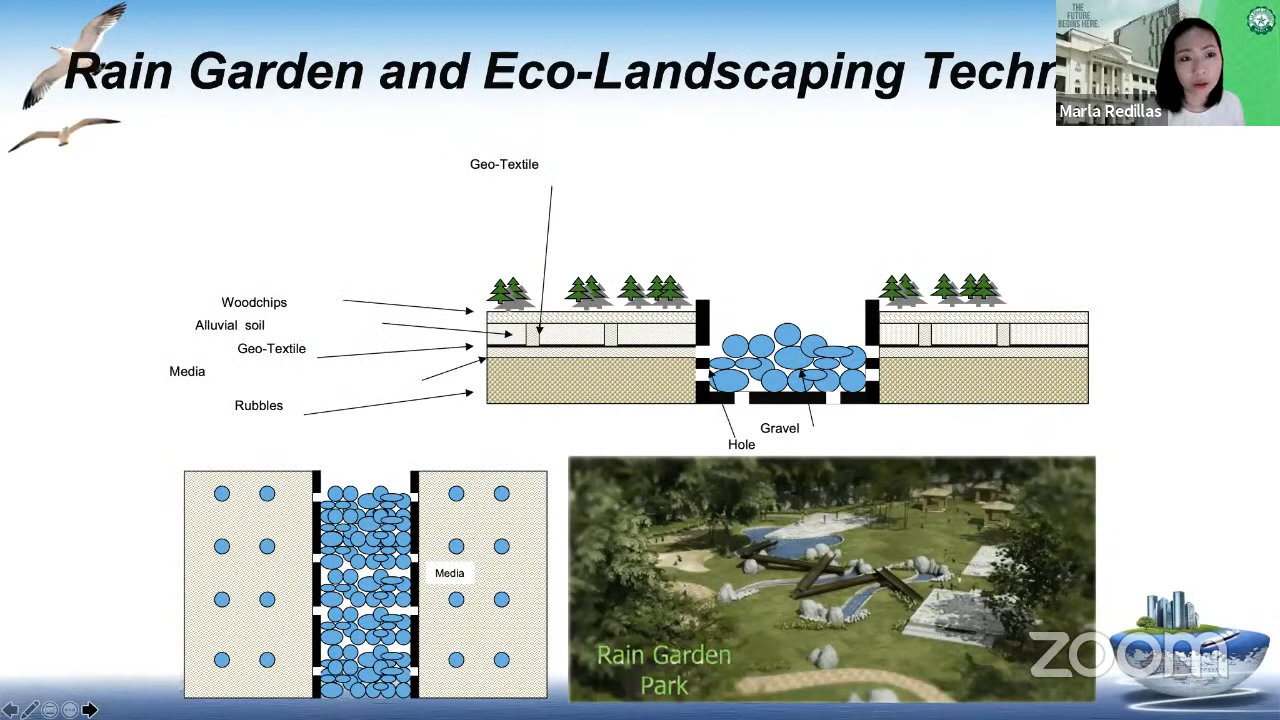 THE
FUTURE
BEGINS HERE.
Rain Garden and Eco-Landscaping Techn
Marla Redillas
Geo-Textile
Woodchips
Alluvial soil
Geo-Textile
Media
Rubbles
Gravel
Hole
Media
Rain Garden
Park
zoom